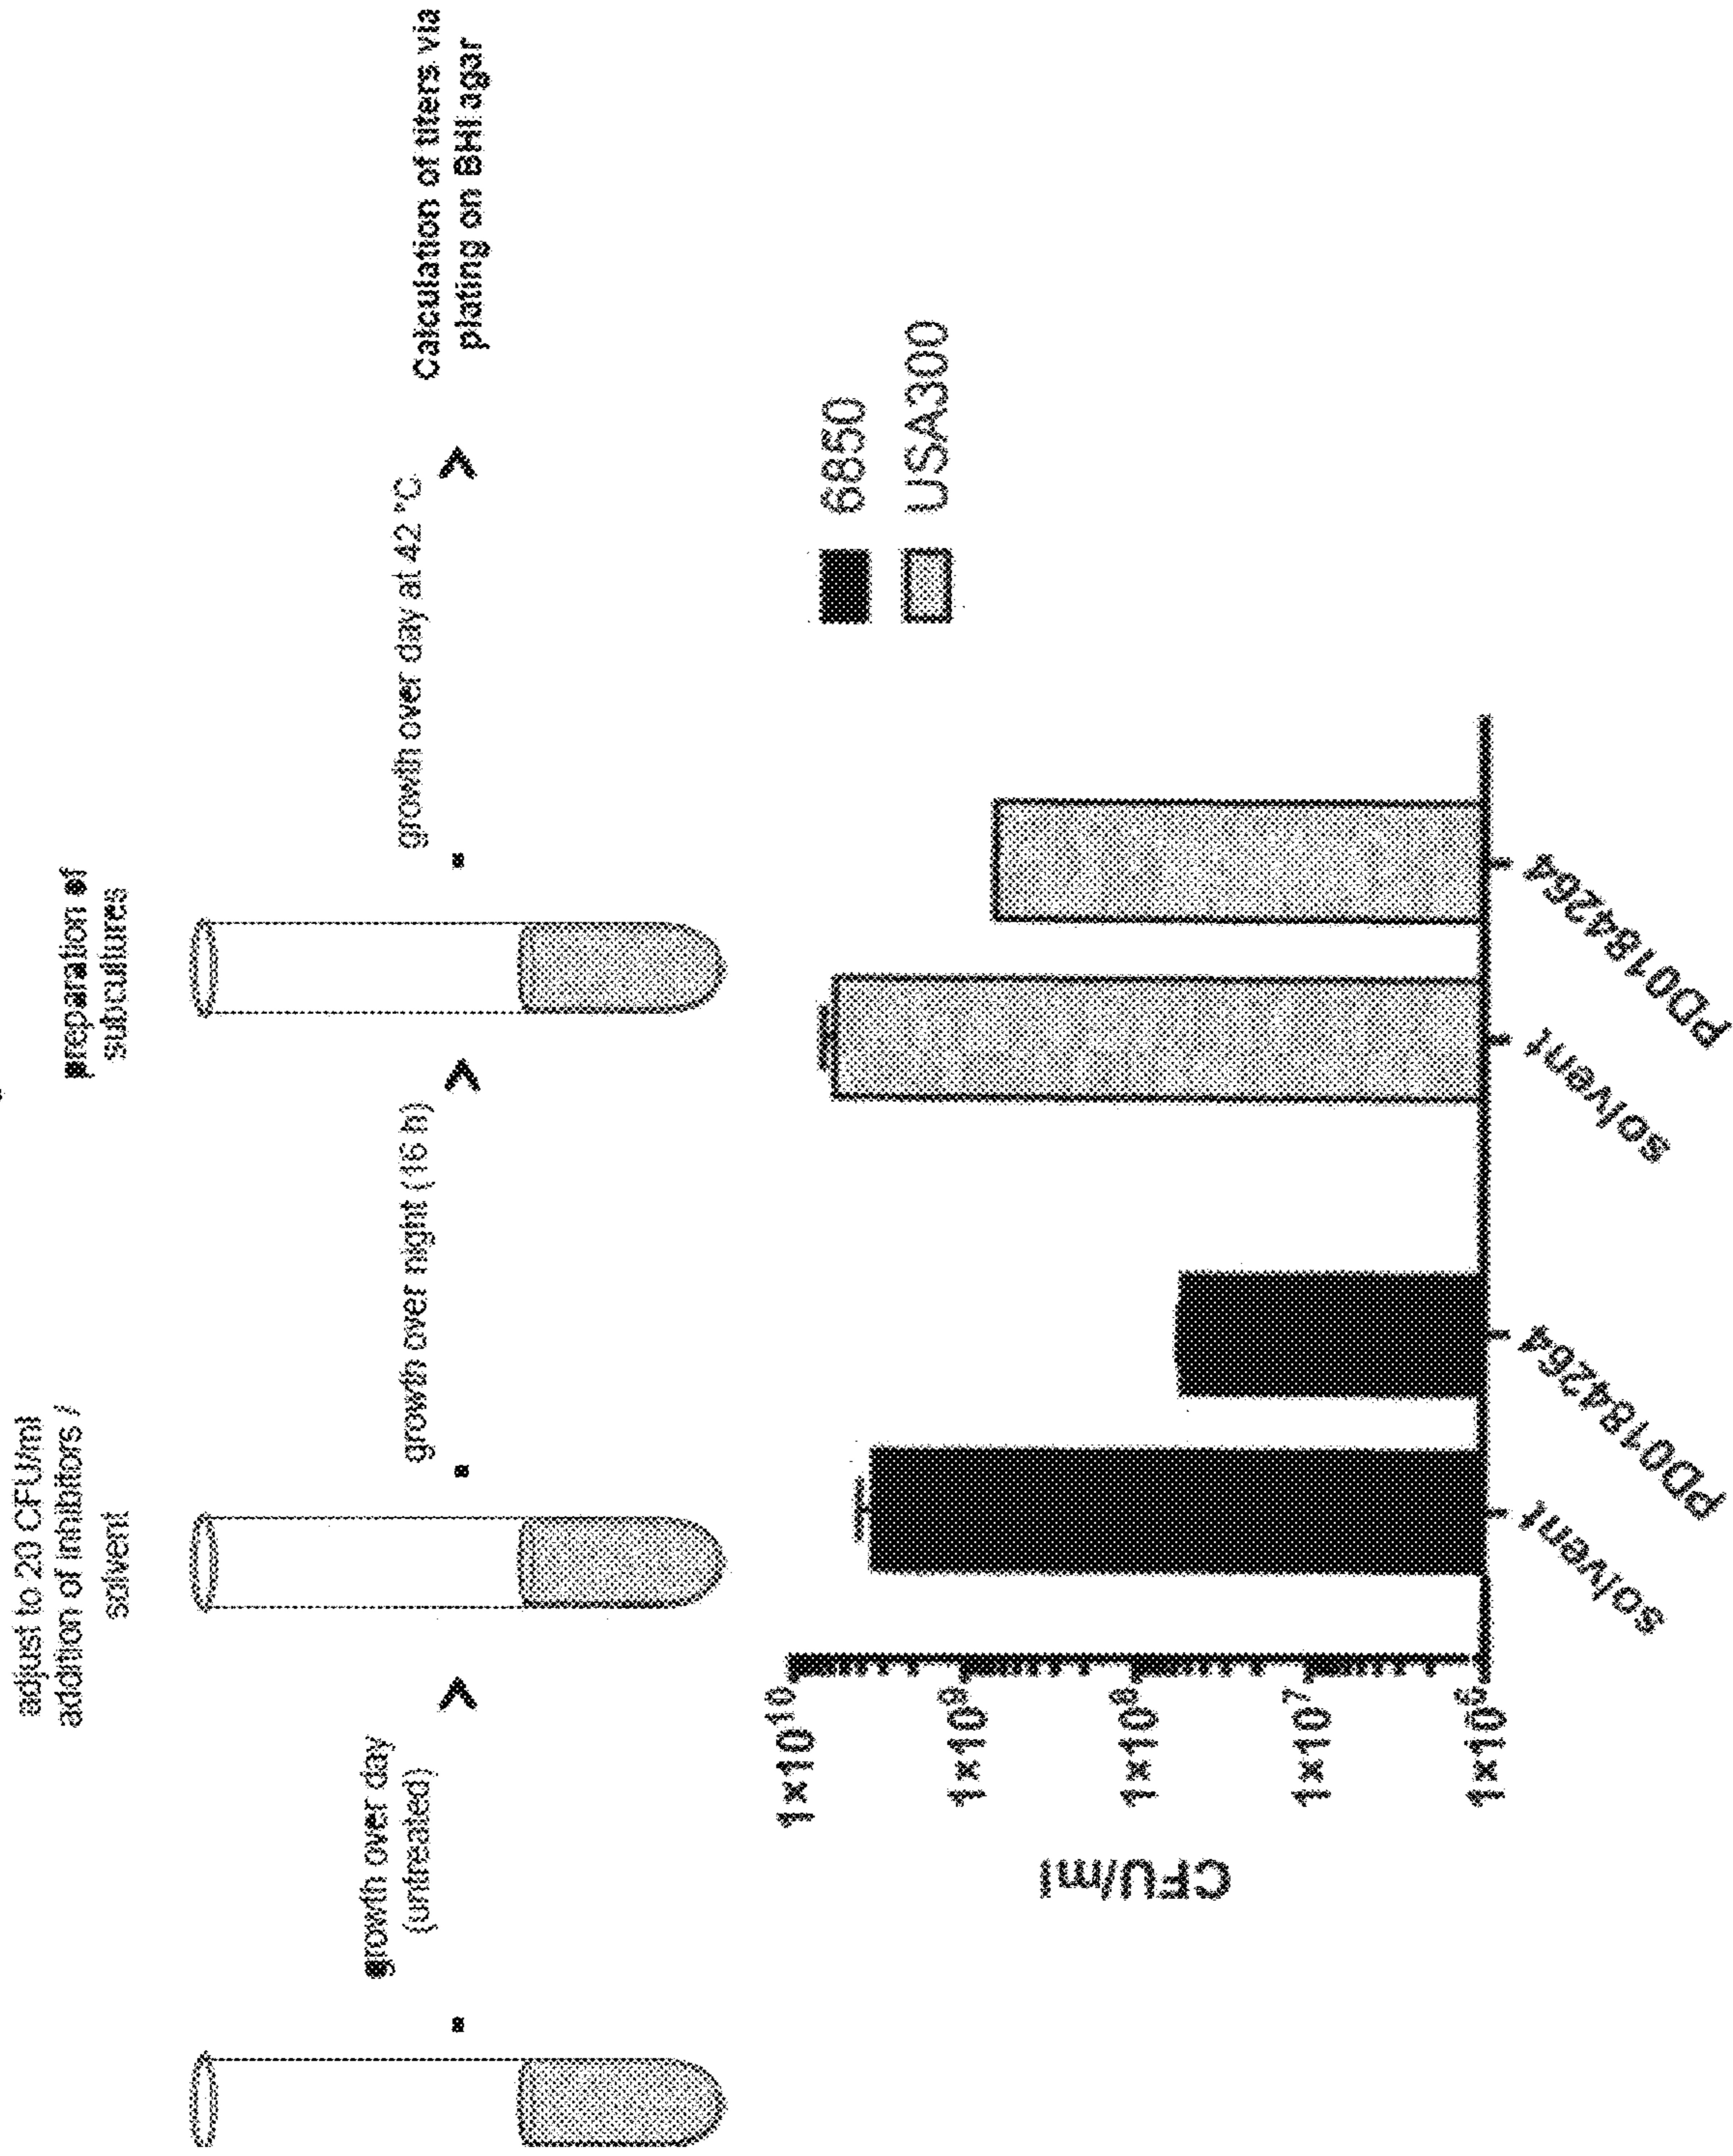 adjust to 20 CFU/ml
addition of inhibitors /
solvent
preparation of
subcultures
growth over day
(untreated)
growth over night (16 h)
growth over day at 42 °C
Calculation of titers via
plating on BHI agar
CFU/ml
1×10¹⁰
1×10⁹
1×10⁸
1×10⁷
1×10⁶
solvent
PD0184264
solvent
PD0184264
6850
USA300